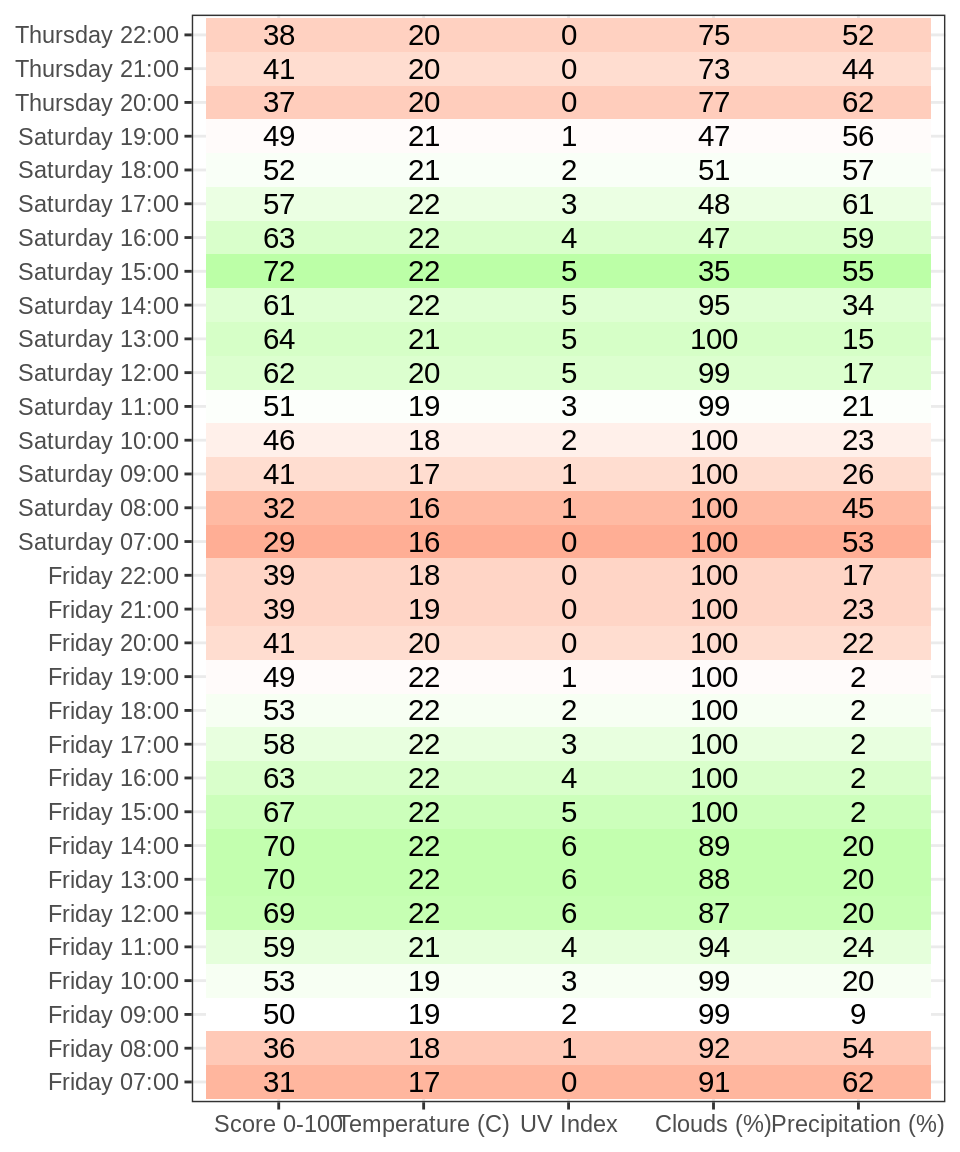 Thursday 22:00 38 20 0 75 52
Thursday 21:00 41 20 0 73 44
Thursday 20:00 37 20 0 77 62
Saturday 19:00 49 21 1 47 56
Saturday 18:00 52 21 2 51 57
Saturday 17:00 57 22 3 48 61
Saturday 16:00 63 22 4 47 59
Saturday 15:00 72 22 5 35 55
Saturday 14:00 61 22 5 95 34
Saturday 13:00 64 21 5 100 15
Saturday 12:00 62 20 5 99 17
Saturday 11:00 51 19 3 99 21
Saturday 10:00 46 18 2 100 23
Saturday 09:00 41 17 1 100 26
Saturday 08:00 32 16 1 100 45
Saturday 07:00 29 16 0 100 53
Friday 22:00 39 18 0 100 17
Friday 21:00 39 19 0 100 23
Friday 20:00 41 20 0 100 22
Friday 19:00 49 22 1 100 2
Friday 18:00 53 22 2 100 2
Friday 17:00 58 22 3 100 2
Friday 16:00 63 22 4 100 2
Friday 15:00 67 22 5 100 2
Friday 14:00 70 22 6 89 20
Friday 13:00 70 22 6 88 20
Friday 12:00 69 22 6 87 20
Friday 11:00 59 21 4 94 24
Friday 10:00 53 19 3 99 20
Friday 09:00 50 19 2 99 9
Friday 08:00 36 18 1 92 54
Friday 07:00 31 17 0 91 62
Score 0-100 Temperature (C) UV Index Clouds (%) Precipitation (%)